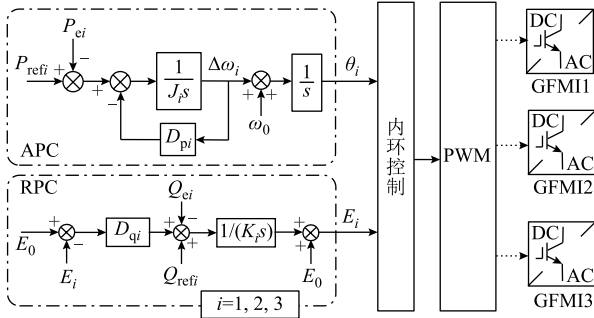 P_ei
P_refi
+
−
+
−
1/(J_i s)
Δω_i
+
+
ω_0
1/s
θ_i
D_pi
APC
RPC
E_0
+
−
E_i
D_qi
Q_ei
+
−
+
Q_refi
1/(K_i s)
+
+
E_0
E_i
i=1, 2, 3
内环控制
PWM
DC
AC
GFMI1
DC
AC
GFMI2
DC
AC
GFMI3